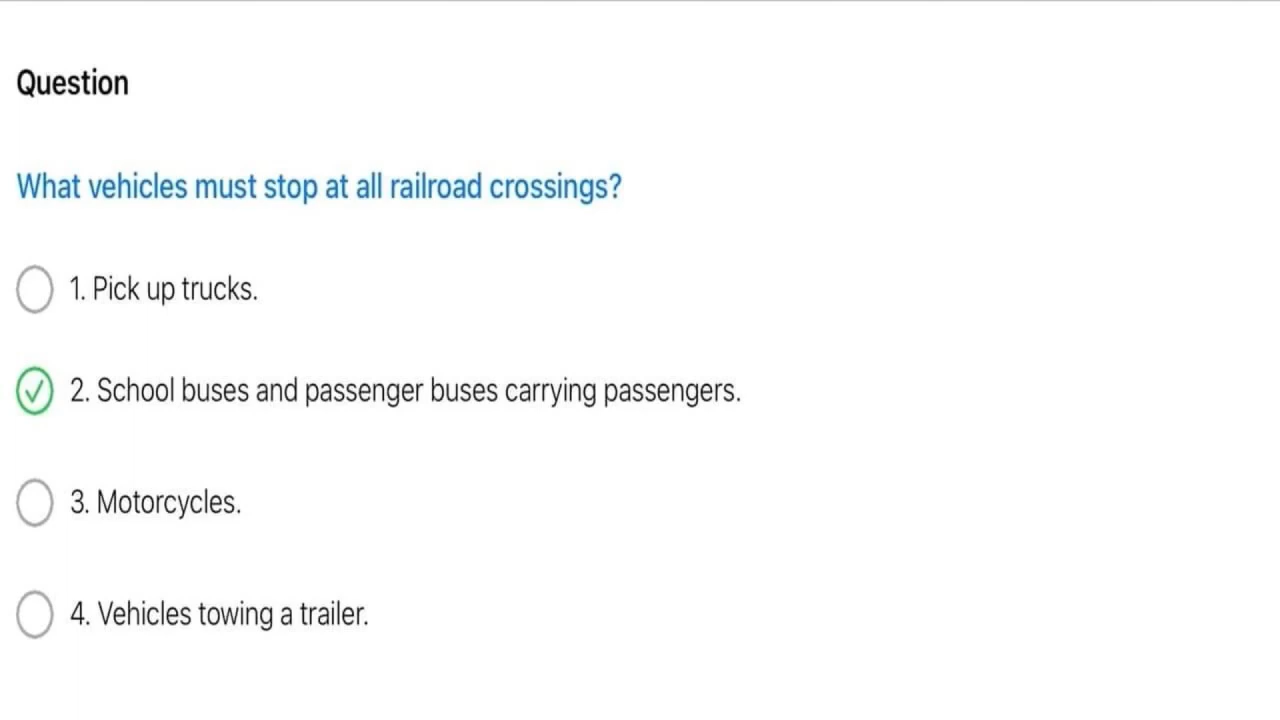 Question
What vehicles must stop at all railroad crossings?
1. Pick up trucks.
2. School buses and passenger buses carrying passengers.
3. Motorcycles.
4. Vehicles towing a trailer.